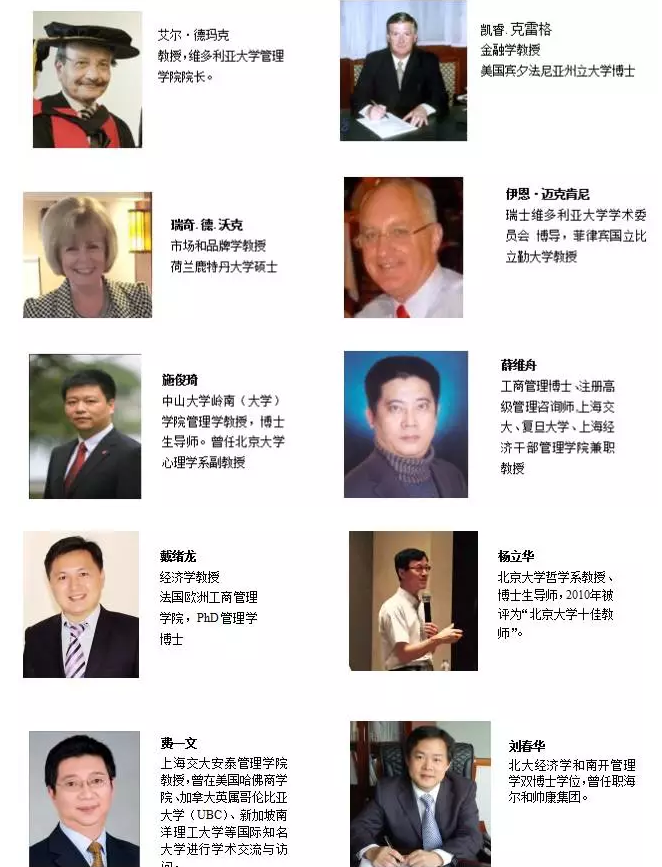 艾尔·德玛克
教授，维多利亚大学管理
学院院长。
凯睿.克雷格
金融学教授
美国宾夕法尼亚州立大学博士
瑞奇.德.沃克
市场和品牌学教授
荷兰鹿特丹大学硕士
伊恩·迈克肯尼
瑞士维多利亚大学学术委
员会 博导，菲律宾国立比
立勤大学教授
施俊琦
中山大学岭南（大学）
学院管理学教授，博士
生导师。曾任北京大学
心理学系副教授
薛维舟
工商管理博士、注册高
级管理咨询师,上海交
大、复旦大学、上海经
济干部管理学院兼职
教授
戴绪龙
经济学教授
法国欧洲工商管理
学院，PhD管理学
博士
杨立华
北京大学哲学系教授、
博士生导师，2010年被
评为“北京大学十佳教
师”。
费一文
上海交大安泰管理学院
教授，曾在美国哈佛商学
院、加拿大英属哥伦比亚
大学（UBC）、新加坡南
洋理工大学等国际知名
大学进行学术交流与访
问。
刘春华
北大经济学和南开管理
学双博士学位，曾任职海
尔和帅康集团。